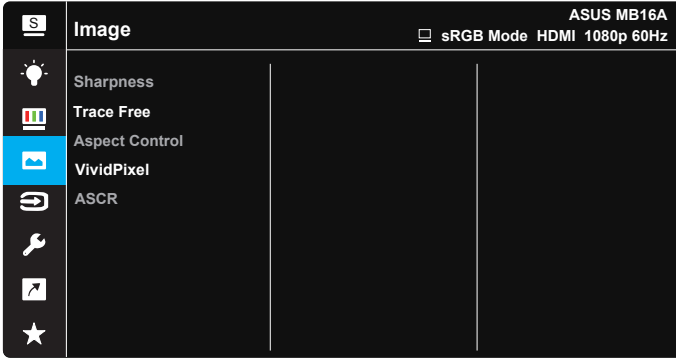 S
Image
ASUS MB16A
sRGB Mode HDMI 1080p 60Hz
Sharpness
Trace Free
Aspect Control
VividPixel
ASCR